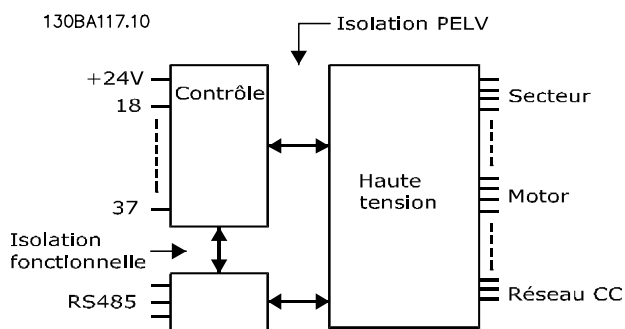 130BA117.10
Isolation PELV
+24V
Contrôle
18
Secteur
Haute
tension
Motor
37
Isolation
fonctionnelle
RS485
Réseau CC